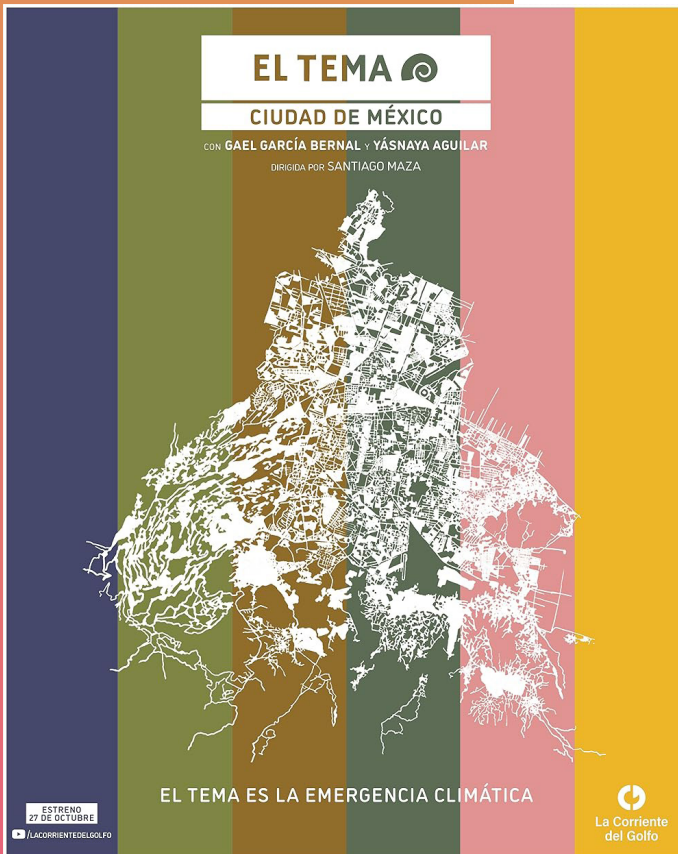 EL TEMA
CIUDAD DE MÉXICO
CON GAEL GARCÍA BERNAL Y YÁSNAYA AGUILAR
DIRIGIDA POR SANTIAGO MAZA
EL TEMA ES LA EMERGENCIA CLIMÁTICA
ESTRENO
27 DE OCTUBRE
/LACORRIENTEDELGOLFO
La Corriente
del Golfo